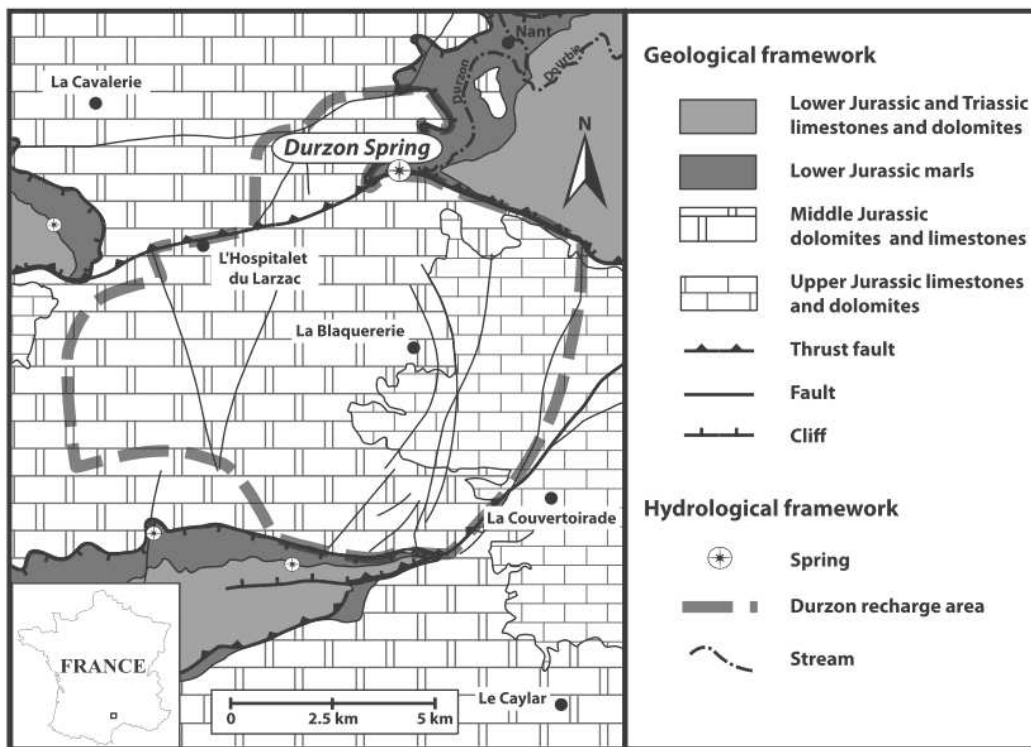 Nant
Durzon
Dourbie
La Cavalerie
Durzon Spring
N
L'Hospitalet
du Larzac
La Blaquererie
La Couvertoirade
Le Caylar
FRANCE
0
2.5 km
5 km
Geological framework
Lower Jurassic and Triassic
limestones and dolomites
Lower Jurassic marls
Middle Jurassic
dolomites and limestones
Upper Jurassic limestones
and dolomites
Thrust fault
Fault
Cliff
Hydrological framework
Spring
Durzon recharge area
Stream